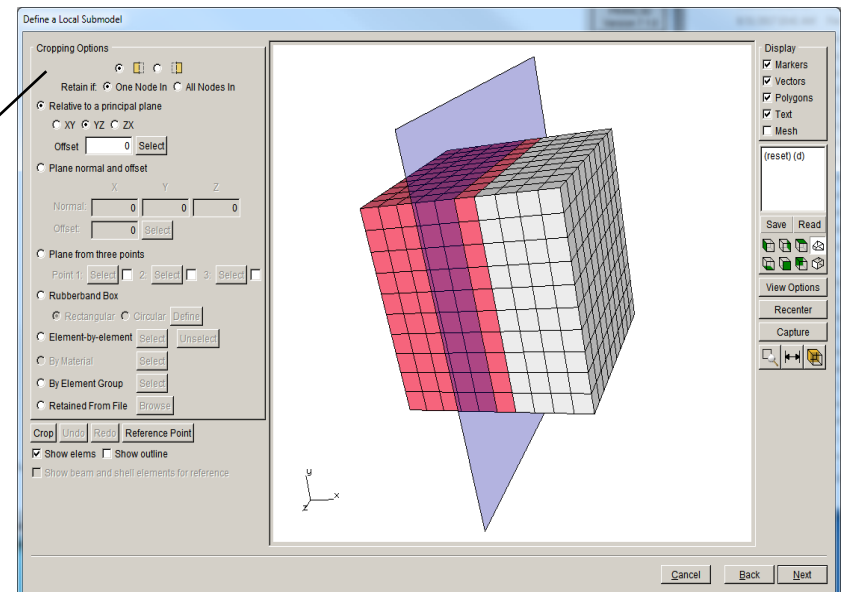 Define a Local Submodel
Cropping Options
Retain if: One Node In All Nodes In
Relative to a principal plane
XY YZ ZX
Offset 0 Select
Plane normal and offset
X Y Z
Normal: 0 0 0
Offset: 0 Select
Plane from three points
Point 1: Select 2: Select 3: Select
Rubberband Box
Rectangular Circular Define
Element-by-element Select Unselect
By Material Select
By Element Group Select
Retained From File Browse
Crop Undo Redo Reference Point
Show elems Show outline
Show beam and shell elements for reference
y
x
z
Display
Markers
Vectors
Polygons
Text
Mesh
(reset) (d)
Save Read
View Options
Recenter
Capture
Cancel Back Next